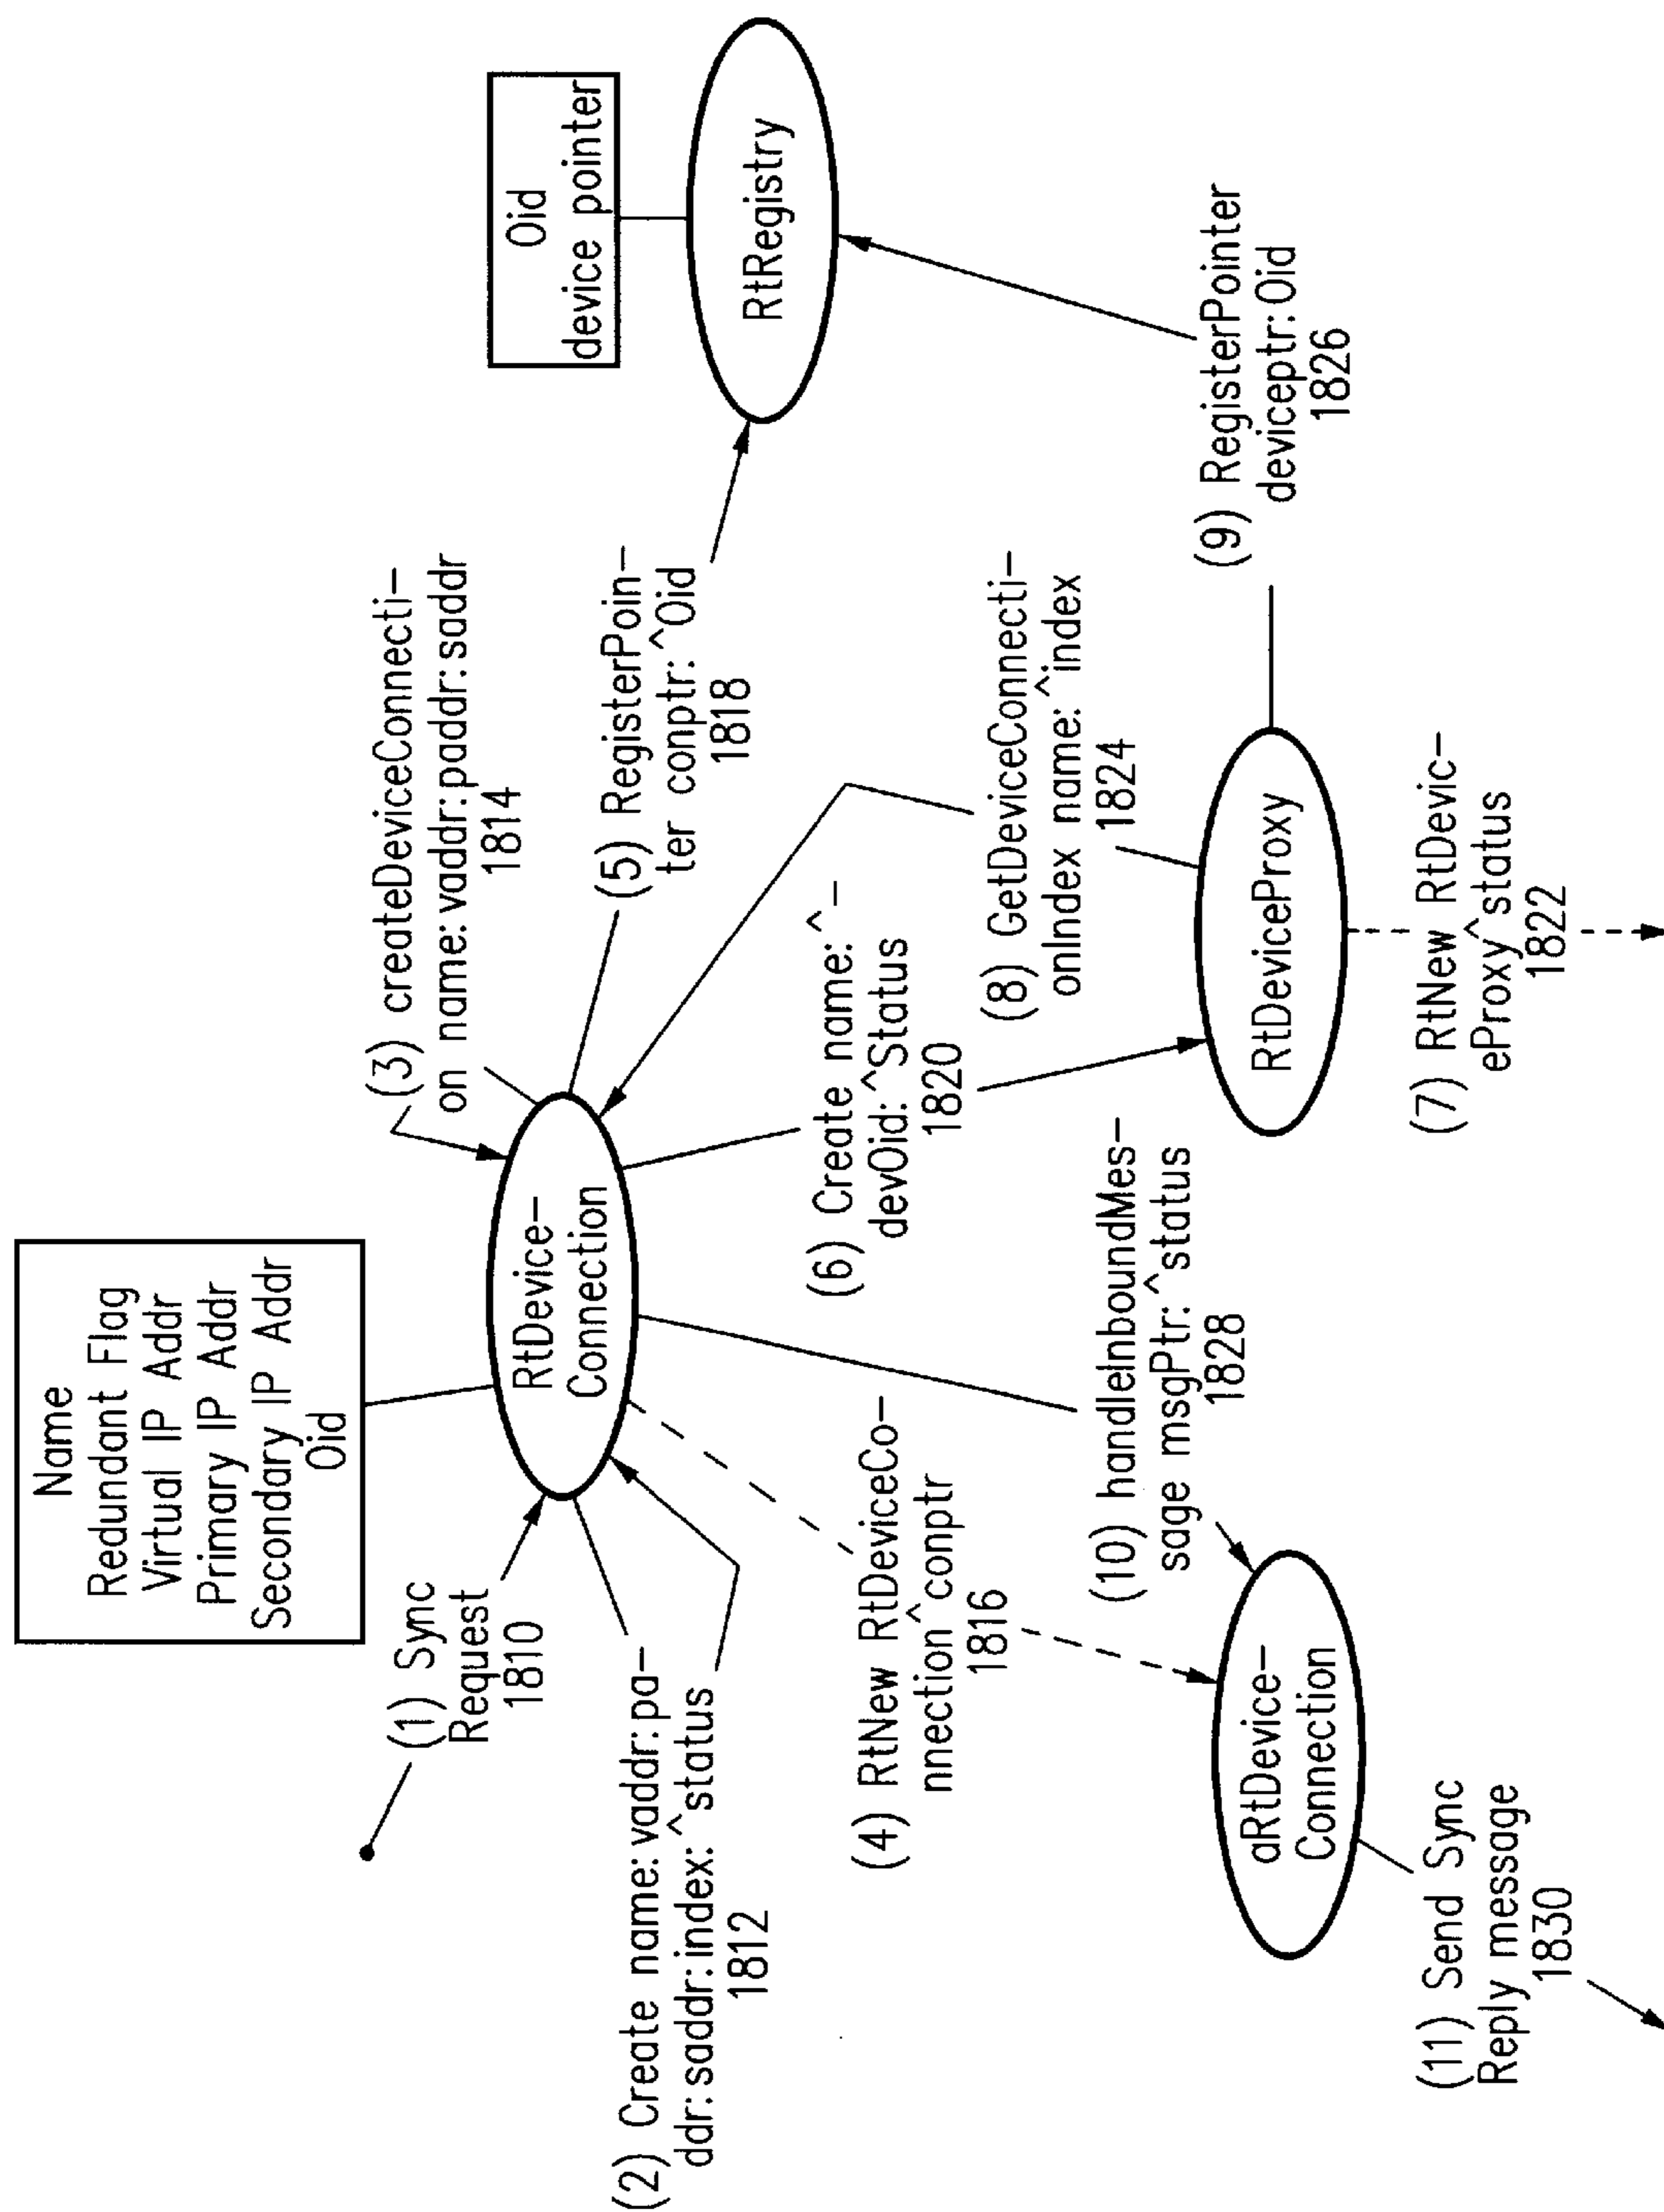 Name
Redundant Flag
Virtual IP Addr
Primary IP Addr
Secondary IP Addr
Oid
Oid
device pointer
(1) Sync
Request
1810
RtDevice-
Connection
(3) createDeviceConnecti-
on name:vaddr:paddr:saddr
1814
RtRegistry
(2) Create name:vaddr:pa-
ddr:saddr:index:^status
1812
(5) RegisterPoin-
ter conptr:^Oid
1818
(4) RtNew RtDeviceCo-
nnection^conptr
1816
(6) Create name:^-
devOid:^Status
1820
(8) GetDeviceConnecti-
onIndex name:^index
1824
(10) handleInboundMes-
sage msgPtr:^status
1828
(9) RegisterPointer
deviceptr:Oid
1826
aRtDevice-
Connection
RtDeviceProxy
(11) Send Sync
Reply message
1830
(7) RtNew RtDevic-
eProxy^status
1822